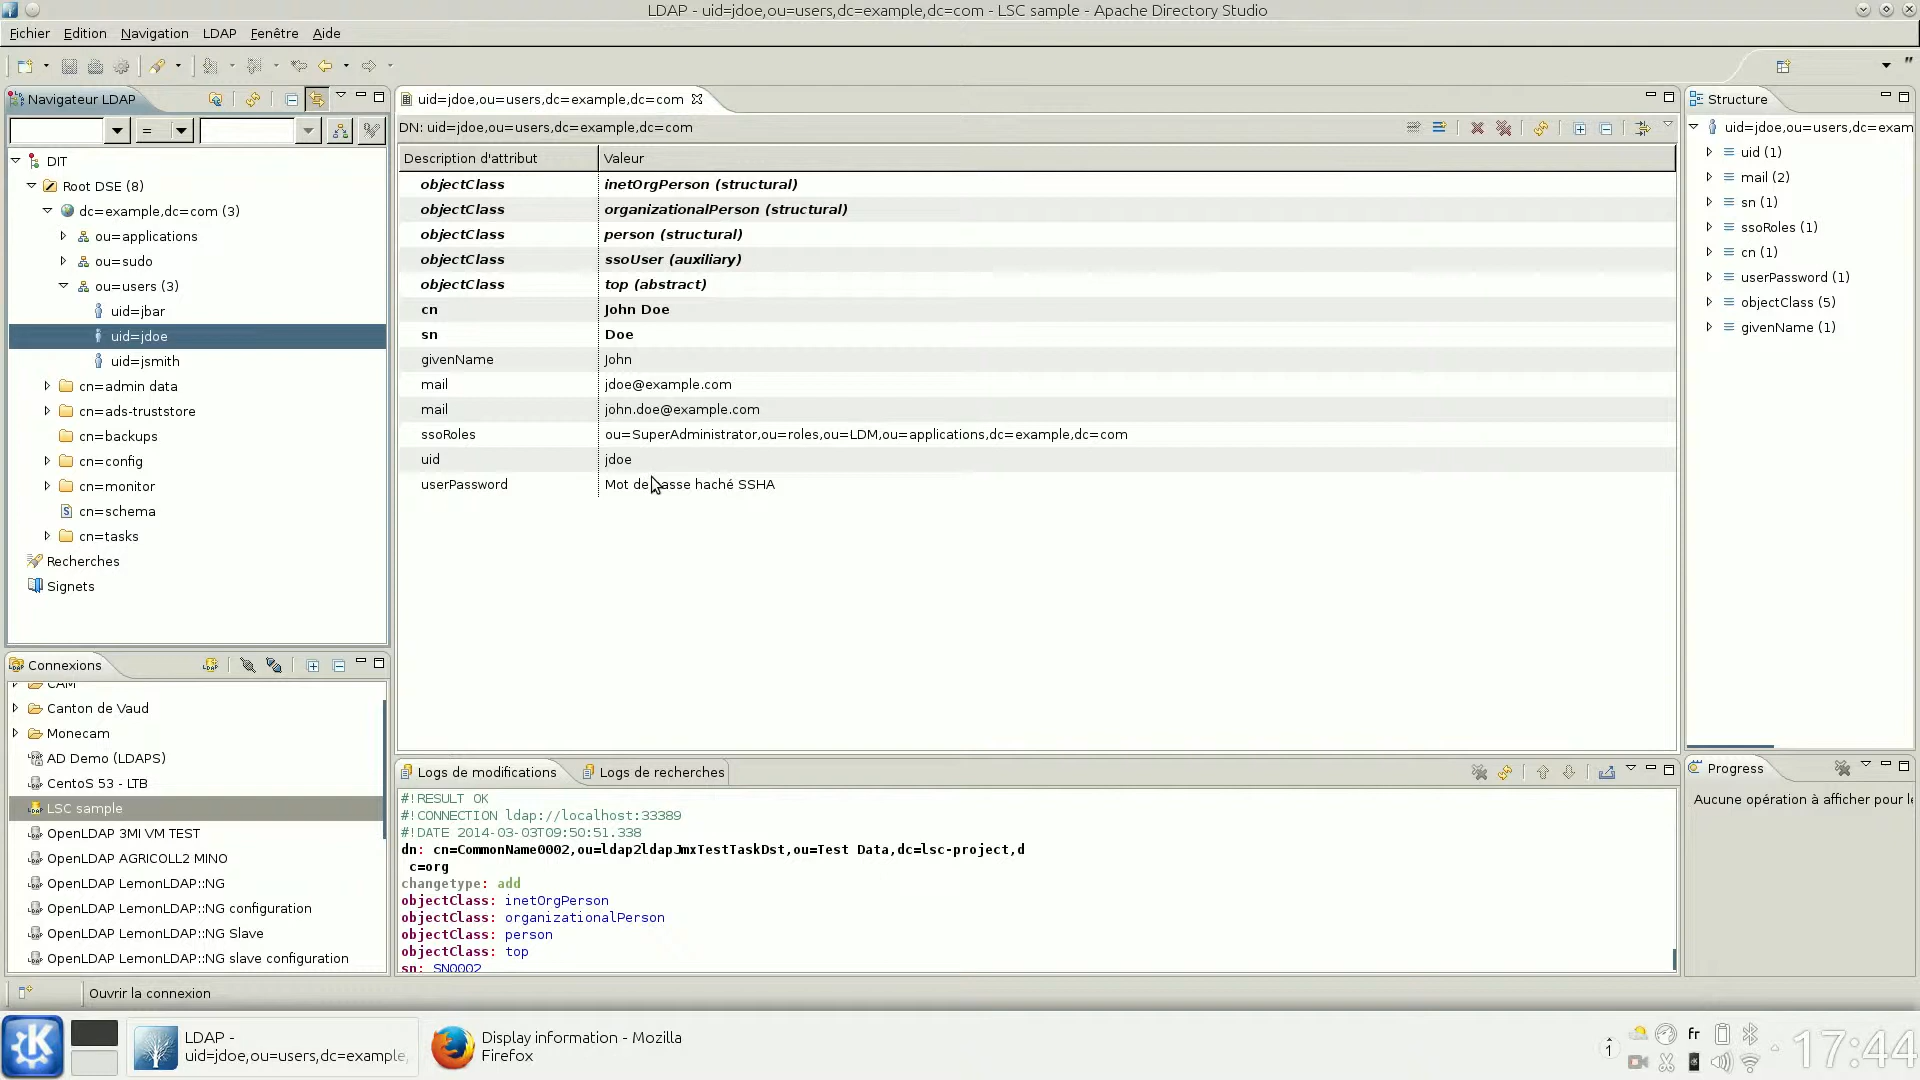 LDAP - uid=jdoe,ou=users,dc=example,dc=com - LSC sample - Apache Directory Studio
Fichier Edition Navigation LDAP Fenêtre Aide
Navigateur LDAP
=
DIT
Root DSE (8)
dc=example,dc=com (3)
ou=applications
ou=sudo
ou=users (3)
uid=jbar
uid=jdoe
uid=jsmith
cn=admin data
cn=ads-truststore
cn=backups
cn=config
cn=monitor
cn=schema
cn=tasks
Recherches
Signets
uid=jdoe,ou=users,dc=example,dc=com
DN: uid=jdoe,ou=users,dc=example,dc=com
Description d'attribut Valeur
objectClass inetOrgPerson (structural)
objectClass organizationalPerson (structural)
objectClass person (structural)
objectClass ssoUser (auxiliary)
objectClass top (abstract)
cn John Doe
sn Doe
givenName John
mail jdoe@example.com
mail john.doe@example.com
ssoRoles ou=SuperAdministrator,ou=roles,ou=LDM,ou=applications,dc=example,dc=com
uid jdoe
userPassword Mot de passe haché SSHA
Structure
uid=jdoe,ou=users,dc=exam
uid (1)
mail (2)
sn (1)
ssoRoles (1)
cn (1)
userPassword (1)
objectClass (5)
givenName (1)
Connexions
CAM
Canton de Vaud
Monecam
AD Demo (LDAPS)
CentoS 53 - LTB
LSC sample
OpenLDAP 3MI VM TEST
OpenLDAP AGRICOLL2 MINO
OpenLDAP LemonLDAP::NG
OpenLDAP LemonLDAP::NG configuration
OpenLDAP LemonLDAP::NG Slave
OpenLDAP LemonLDAP::NG slave configuration
Logs de modifications Logs de recherches
#!RESULT OK
#!CONNECTION ldap://localhost:33389
#!DATE 2014-03-03T09:50:51.338
dn: cn=CommonName0002,ou=ldap2ldapJmxTestTaskDst,ou=Test Data,dc=lsc-project,d
c=org
changetype: add
objectClass: inetOrgPerson
objectClass: organizationalPerson
objectClass: person
objectClass: top
sn: SN0002
Progress
Aucune opération à afficher pour le
Ouvrir la connexion
LDAP -
uid=jdoe,ou=users,dc=example,
Display information - Mozilla
Firefox
1
fr
17:44